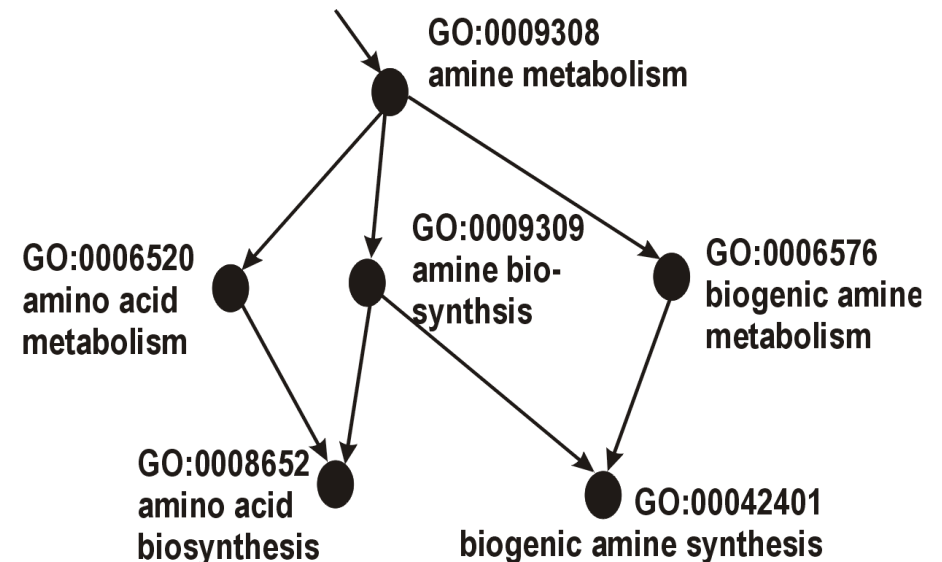 GO:0009308
amine metabolism
GO:0009309
amine bio-
synthsis
GO:0006520
amino acid
metabolism
GO:0006576
biogenic amine
metabolism
GO:0008652
amino acid
biosynthesis
GO:00042401
biogenic amine synthesis